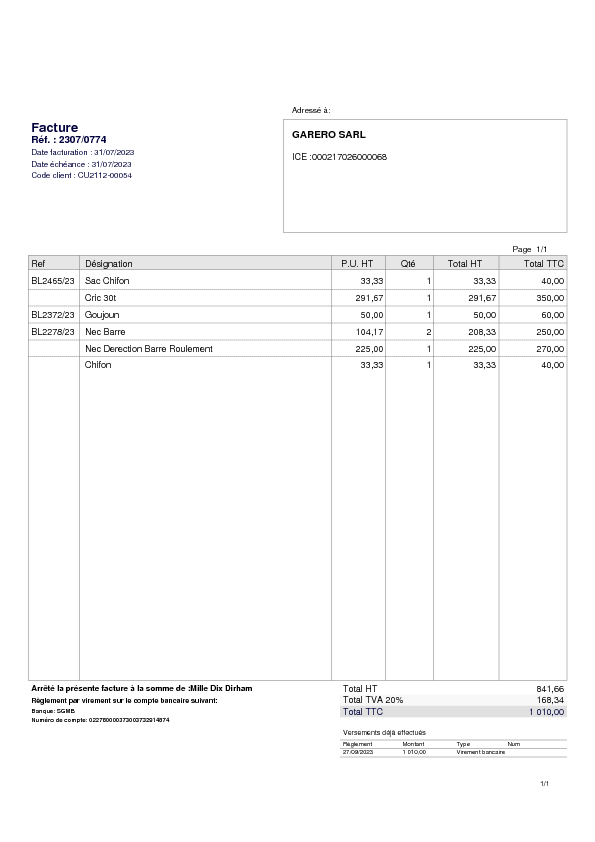 Adressé à:
Facture
Réf. : 2307/0774
Date facturation : 31/07/2023
Date échéance : 31/07/2023
Code client : CU2112-00054
GARERO SARL
ICE :000217026000068
Page 1/1
Ref Désignation P.U. HT Qté Total HT Total TTC
BL2465/23 Sac Chifon 33,33 1 33,33 40,00
Cric 30t 291,67 1 291,67 350,00
BL2372/23 Goujoun 50,00 1 50,00 60,00
BL2278/23 Nec Barre 104,17 2 208,33 250,00
Nec Derection Barre Roulement 225,00 1 225,00 270,00
Chifon 33,33 1 33,33 40,00
Arrêté la présente facture à la somme de :Mille Dix Dirham
Règlement par virement sur le compte bancaire suivant:
Banque: SGMB
Numéro de compte:
Total HT 841,66
Total TVA 20% 168,34
Total TTC 1 010,00
Versements déjà effectués
Règlement Montant Type Num
27/09/2023 1 010,00 Virement bancaire
1/1